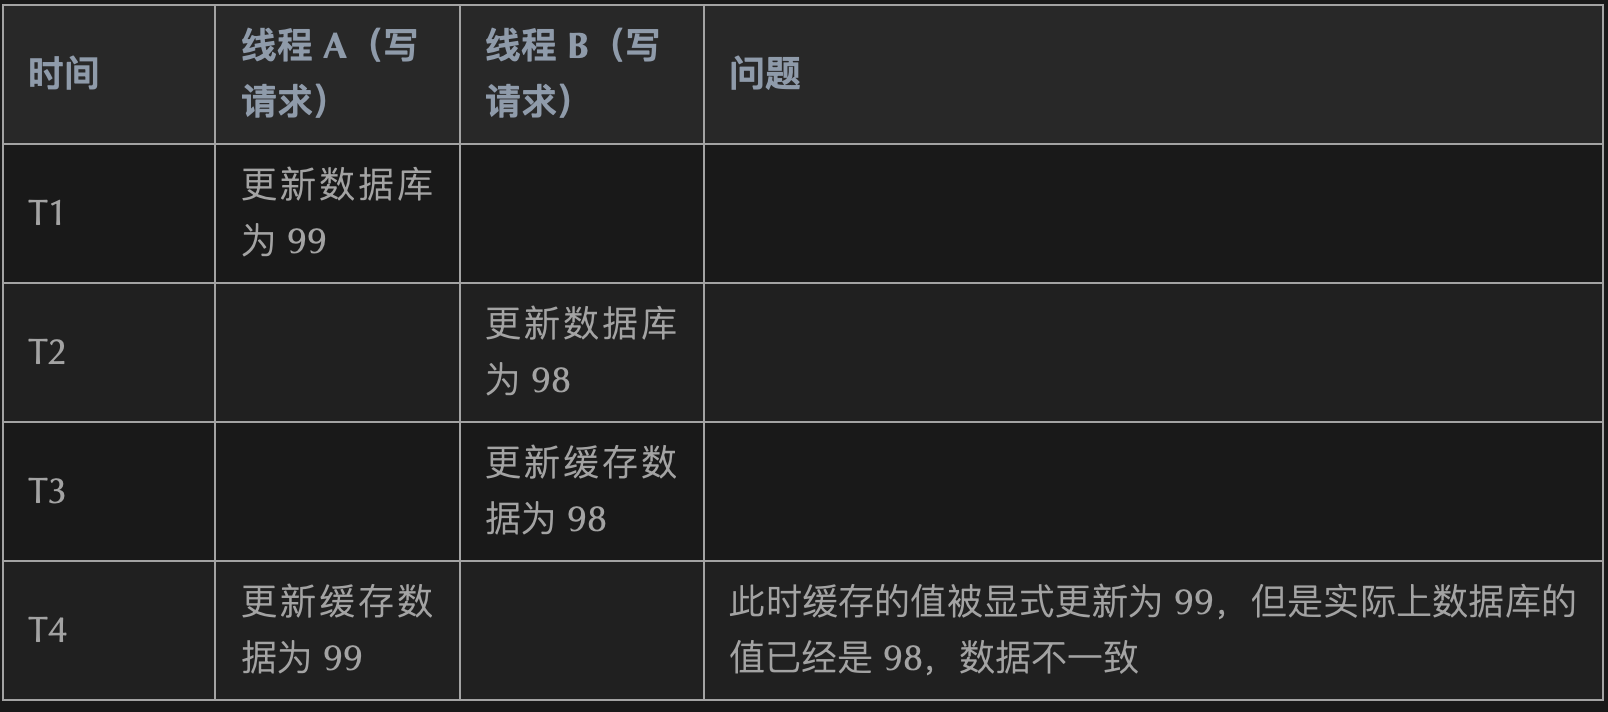 时间
线程 A（写
请求）
线程 B（写
请求）
问题
T1
更新数据库
为 99
T2
更新数据库
为 98
T3
更新缓存数
据为 98
T4
更新缓存数
据为 99
此时缓存的值被显式更新为 99，但是实际上数据库的
值已经是 98，数据不一致